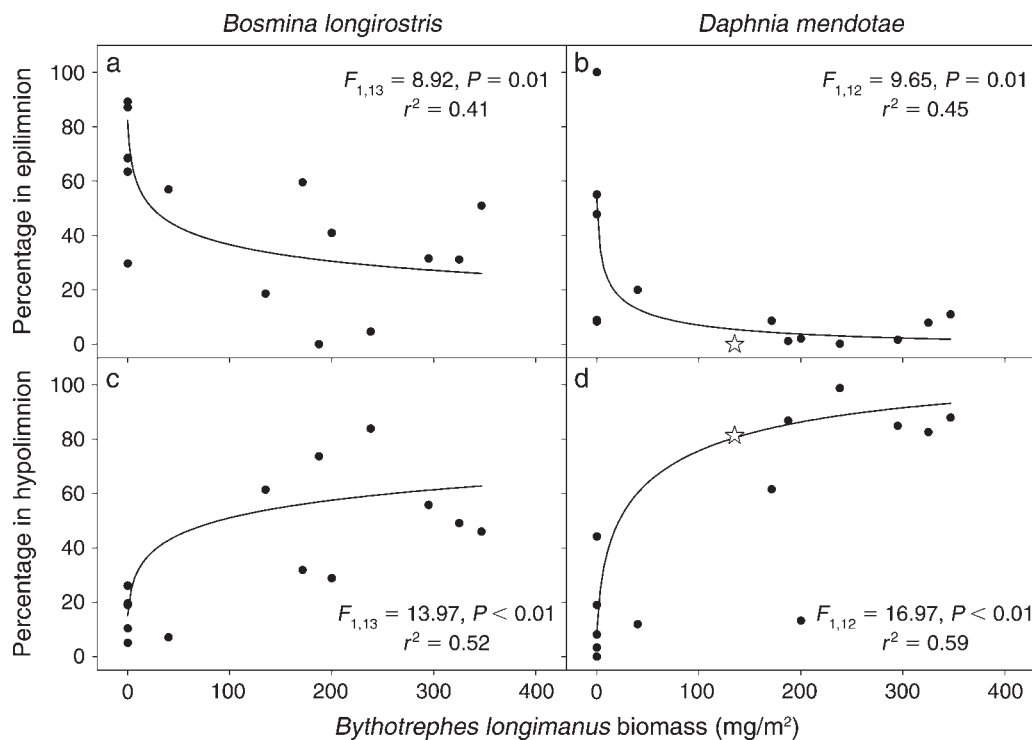 Bosmina longirostris Daphnia mendotae
a
F1,13 = 8.92, P = 0.01
r² = 0.41
b
F1,12 = 9.65, P = 0.01
r² = 0.45
Percentage in epilimnion
100
80
60
40
20
0
c
F1,13 = 13.97, P < 0.01
r² = 0.52
d
F1,12 = 16.97, P < 0.01
r² = 0.59
Percentage in hypolimnion
100
80
60
40
20
0
0 100 200 300 400 0 100 200 300 400
Bythotrephes longimanus biomass (mg/m²)